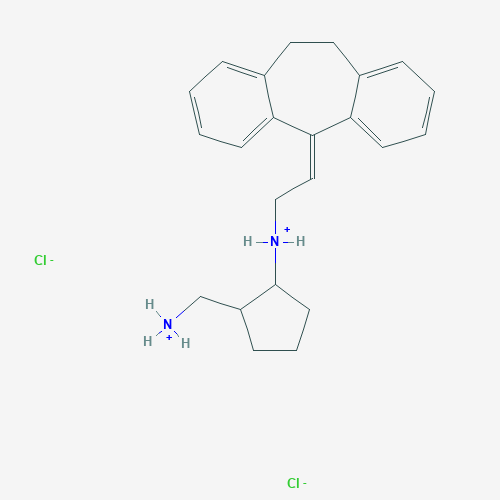 +
H N H
Cl -
H
N
H + H
Cl -